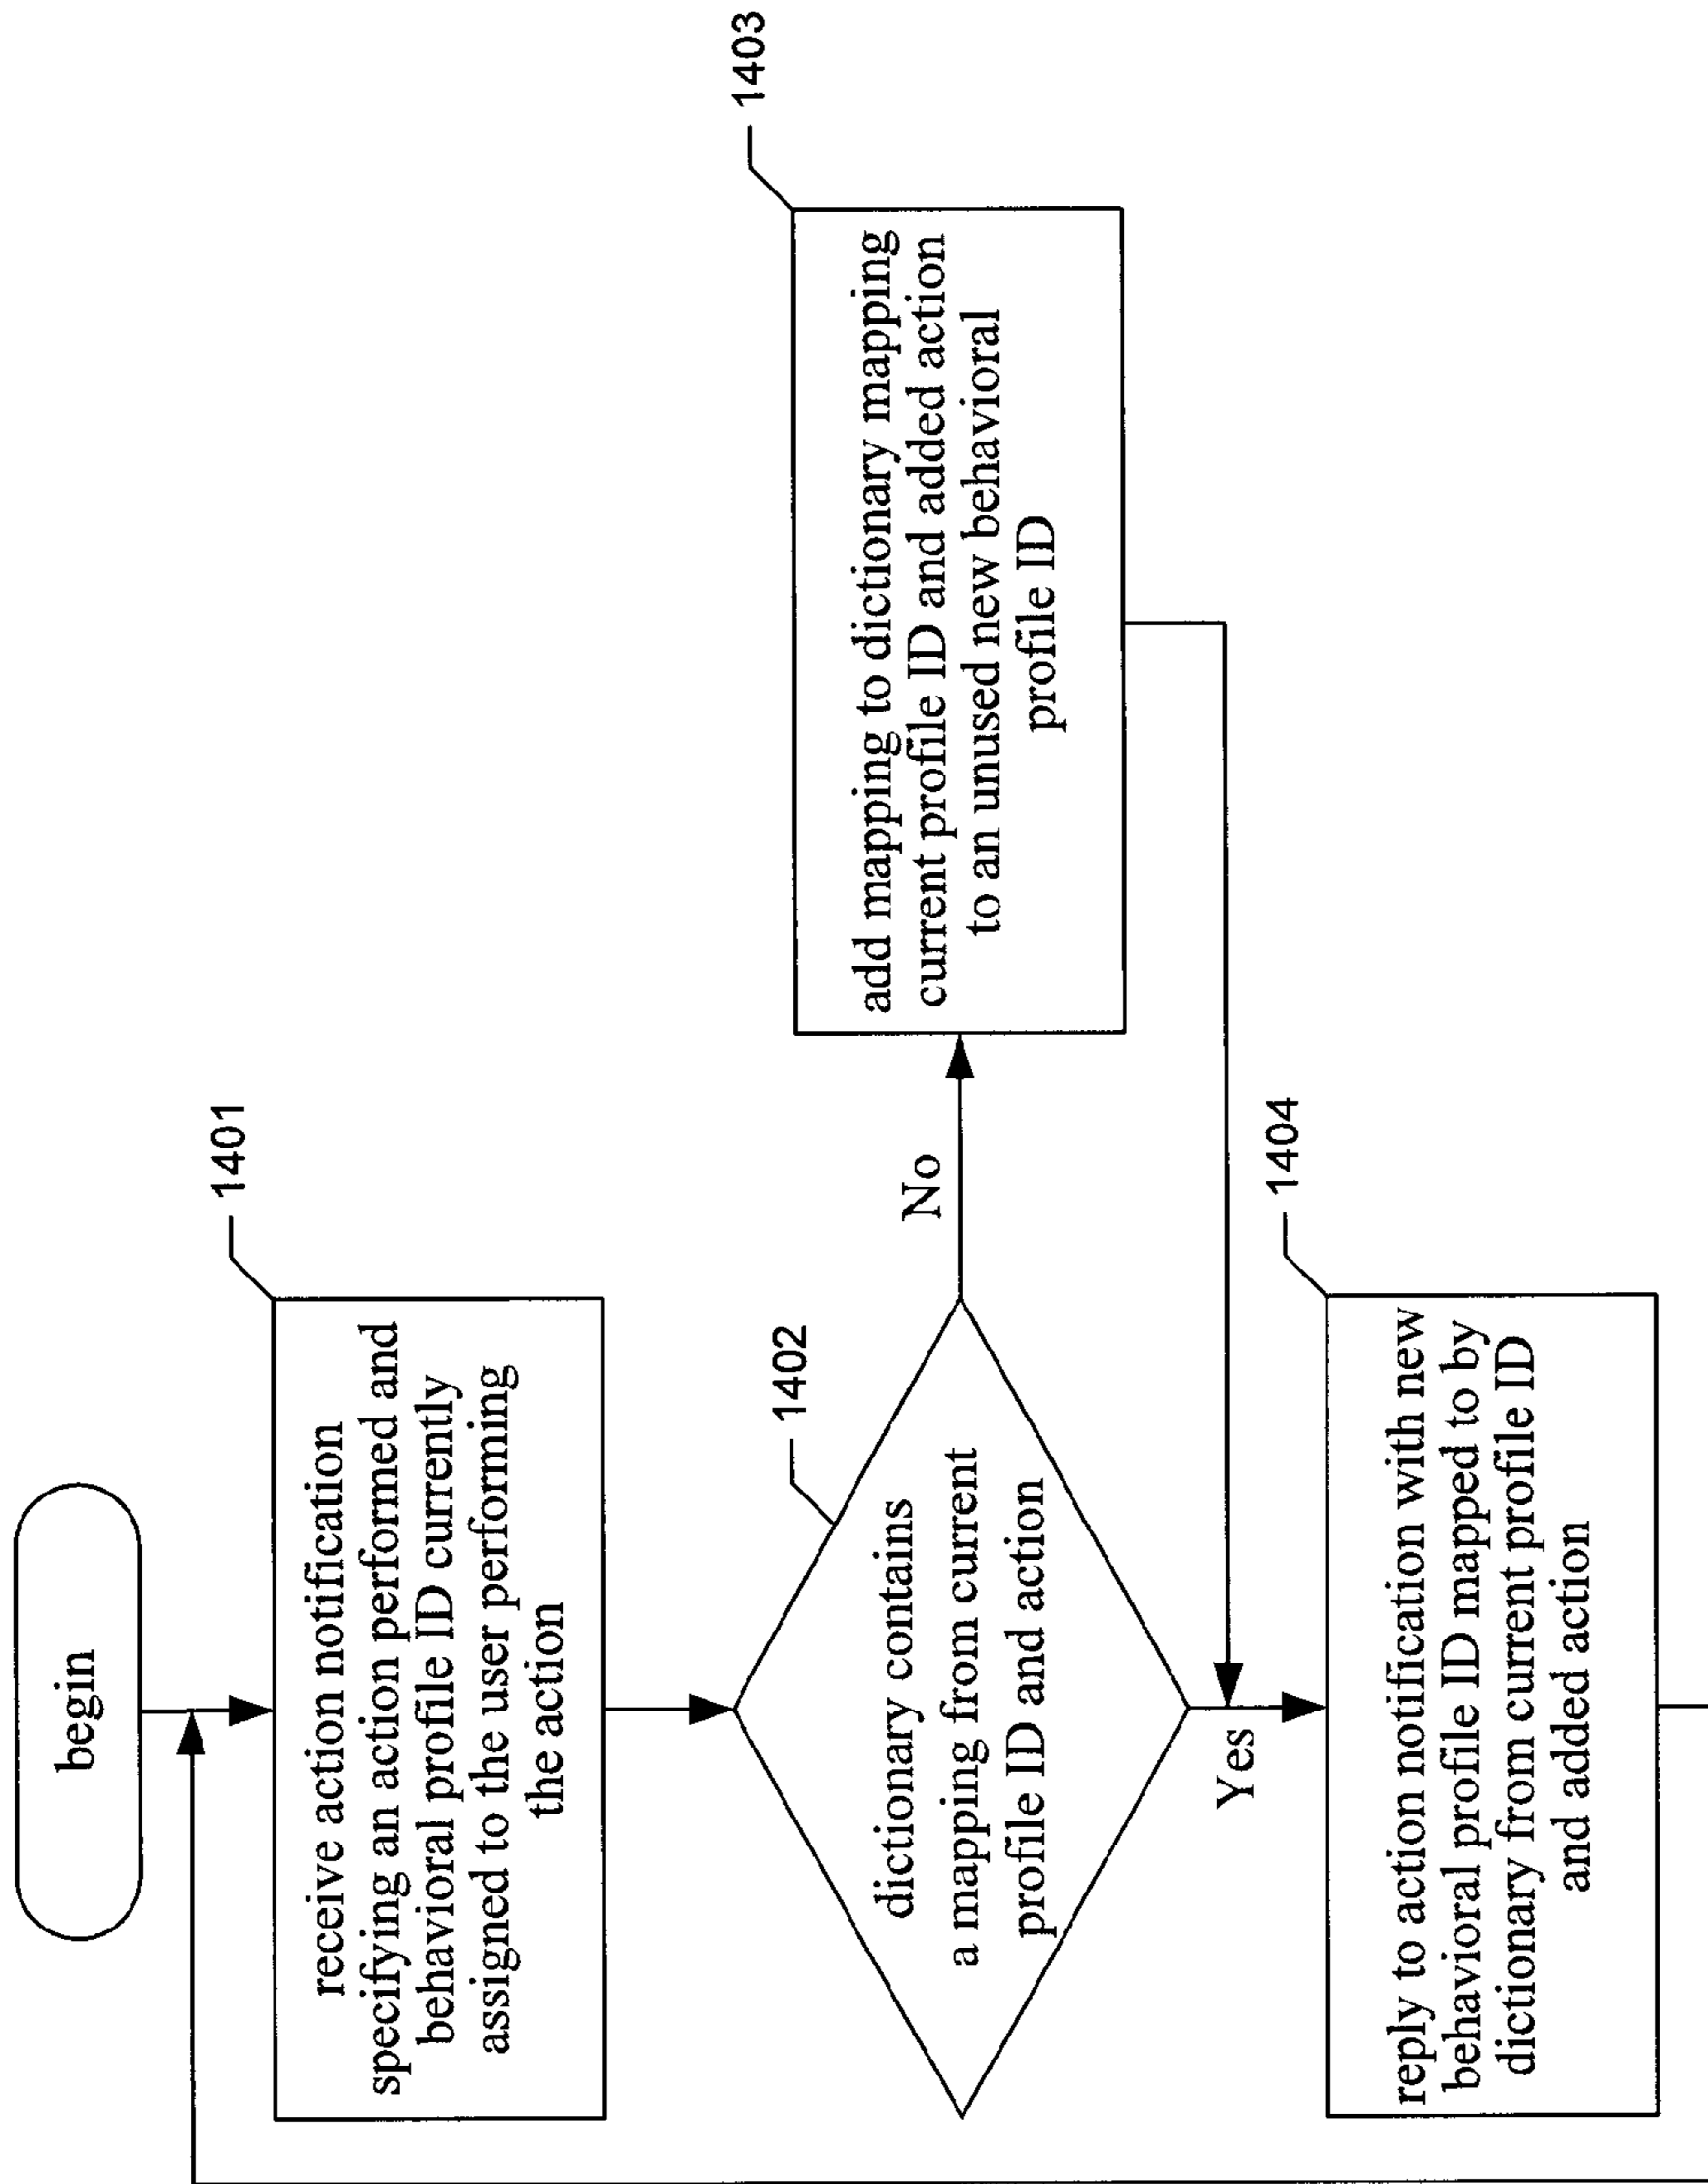 begin
1401
receive action notification
specifying an action performed and
behavioral profile ID currently
assigned to the user performing
the action
1402
dictionary contains
a mapping from current
profile ID and action
No
1403
add mapping to dictionary mapping
current profile ID and added action
to an unused new behavioral
profile ID
Yes
1404
reply to action notification with new
behavioral profile ID mapped to by
dictionary from current profile ID
and added action